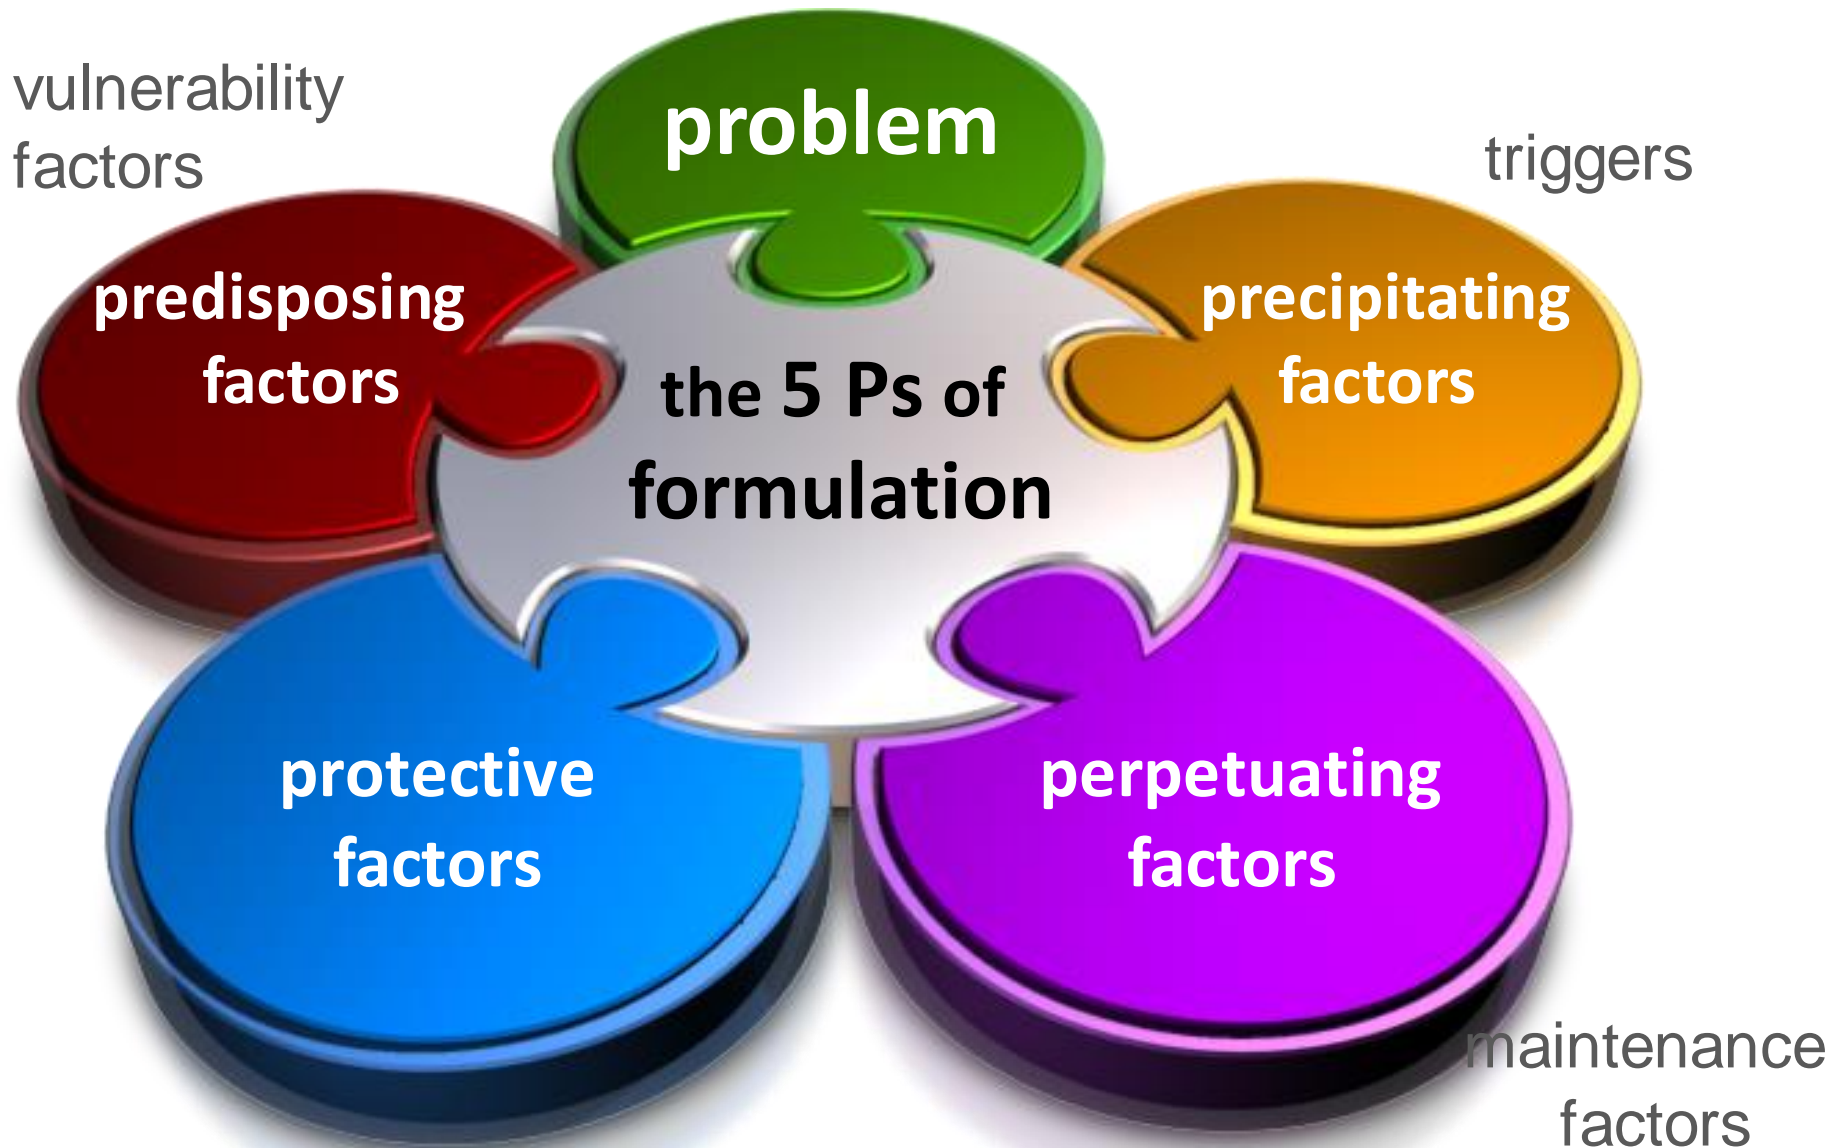 vulnerability
factors
problem
triggers
predisposing
factors
precipitating
factors
the 5 Ps of
formulation
protective
factors
perpetuating
factors
maintenance
factors